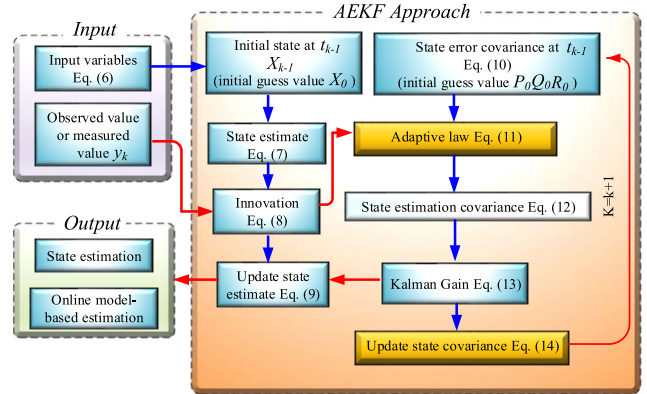 Input
Input variables
Eq. (6)
Observed value
or measured
value yk
Output
State estimation
Online model-
based estimation
AEKF Approach
Initial state at tk-1
Xk-1
(initial guess value X0 )
State estimate
Eq. (7)
Innovation
Eq. (8)
Update state
estimate Eq. (9)
State error covariance at tk-1
Eq. (10)
(initial guess value P0Q0R0 )
Adaptive law Eq. (11)
State estimation covariance Eq. (12)
Kalman Gain Eq. (13)
Update state covariance Eq. (14)
K=k+1